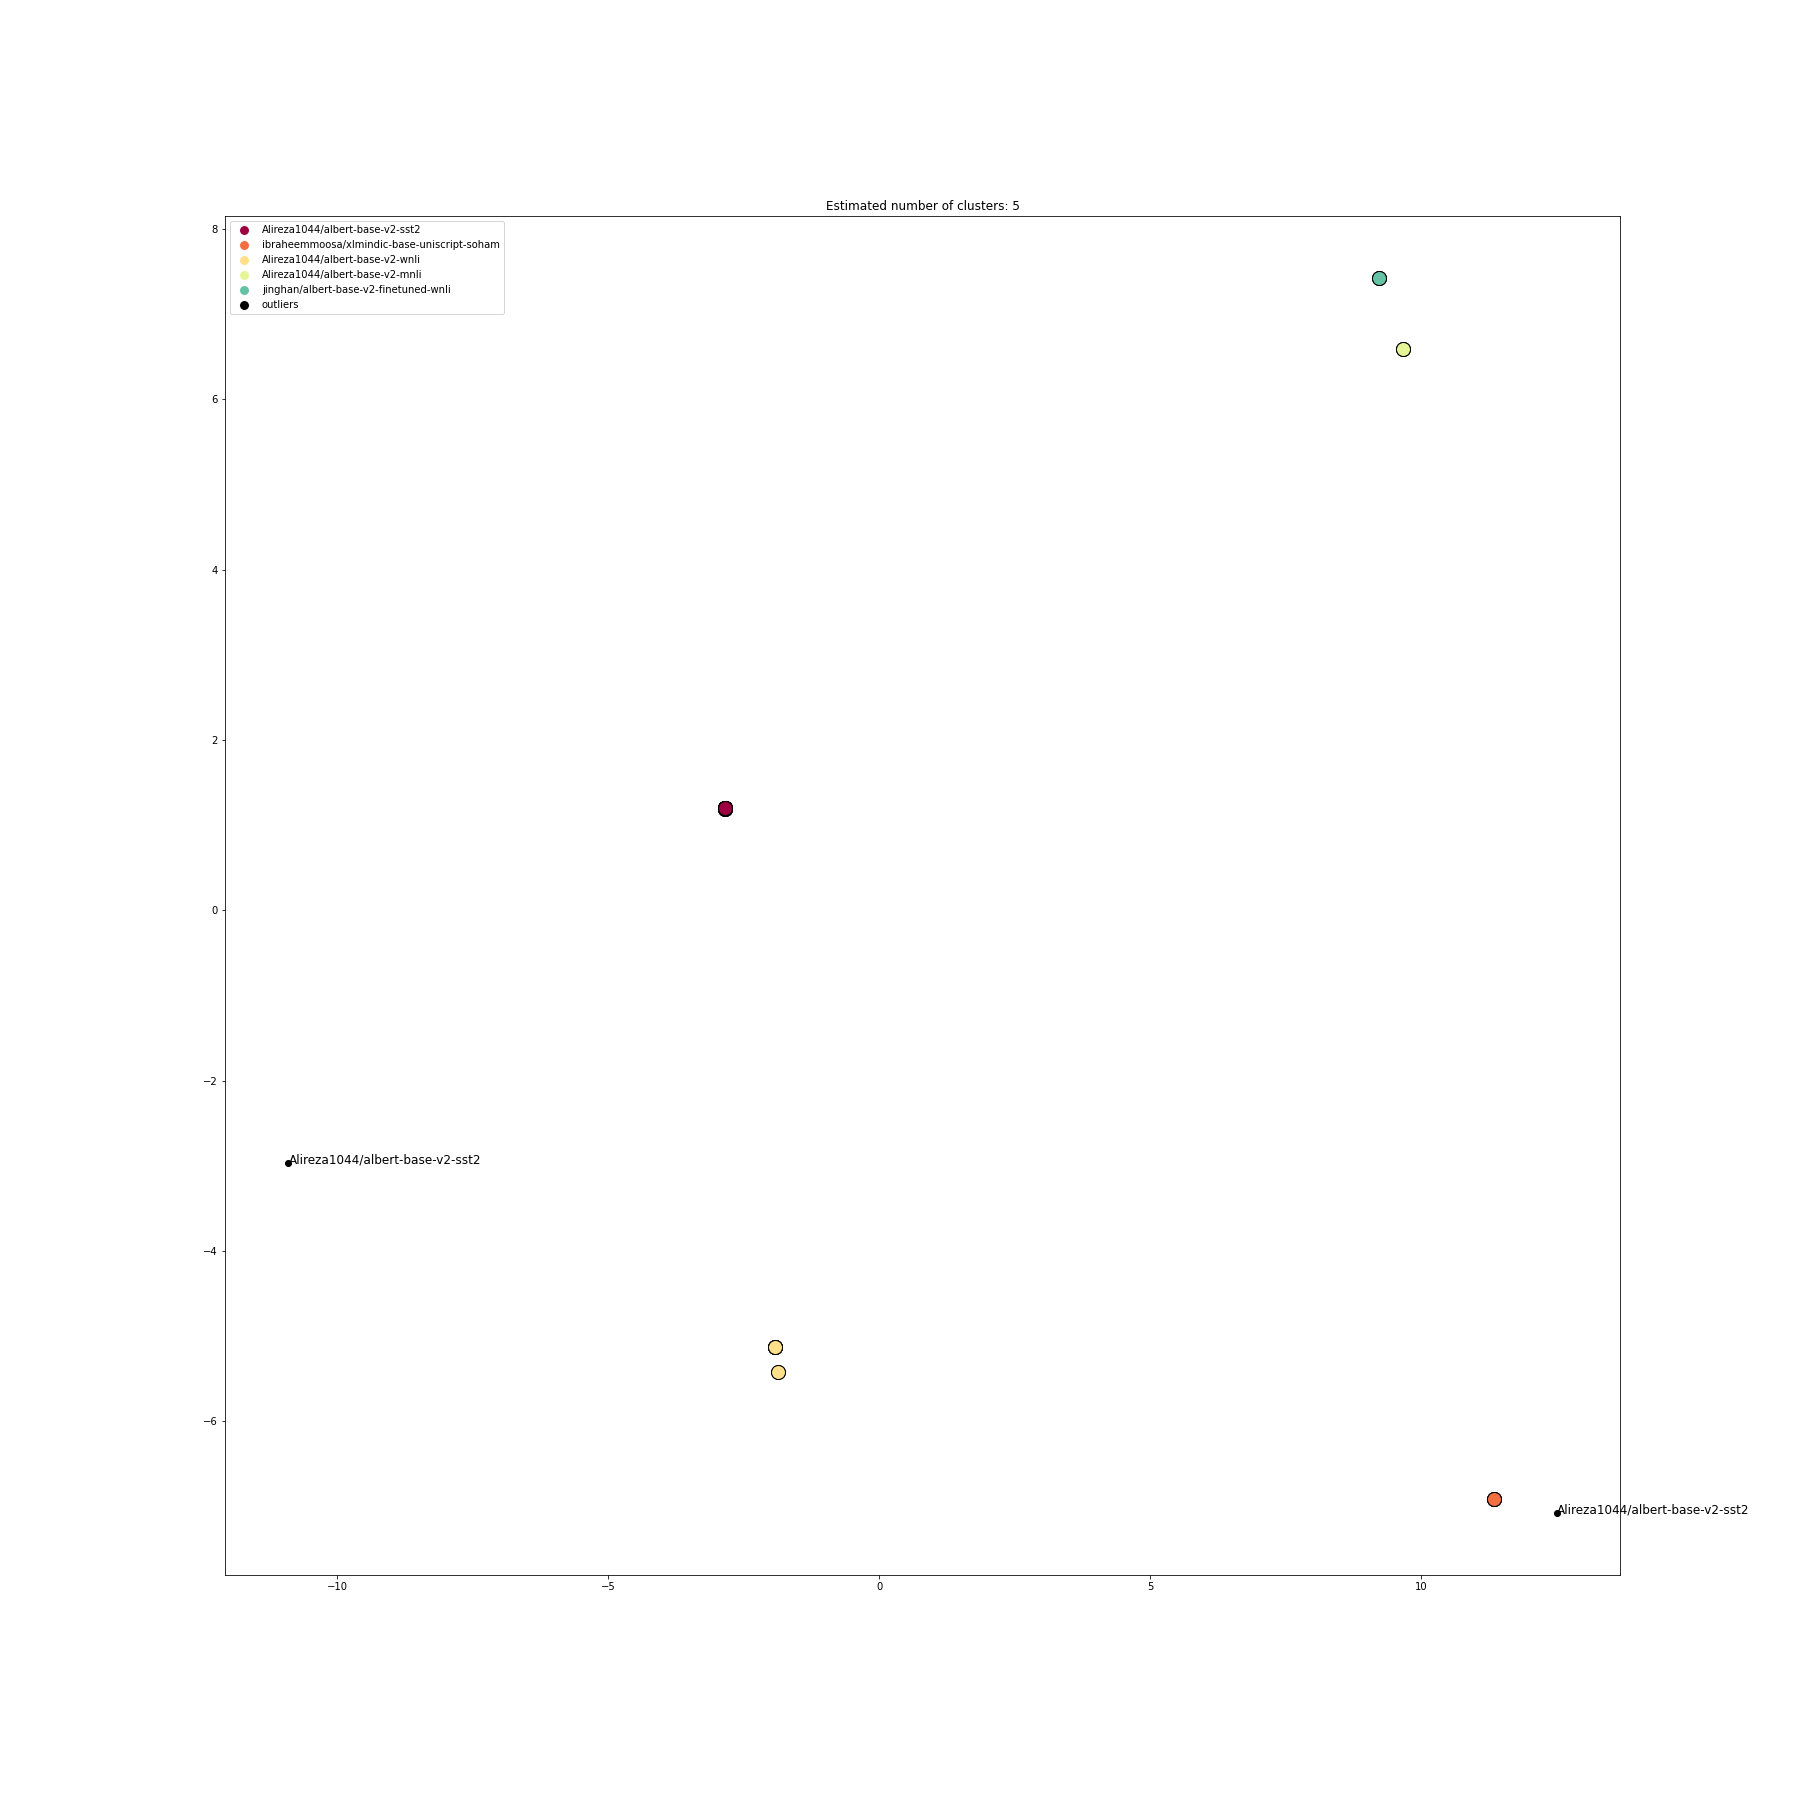 Estimated number of clusters: 5
Alireza1044/albert-base-v2-sst2
ibraheemmoosa/xlmindic-base-uniscript-soham
Alireza1044/albert-base-v2-wnli
Alireza1044/albert-base-v2-mnli
jinghan/albert-base-v2-finetuned-wnli
outliers
8
6
4
2
0
−2
Alireza1044/albert-base-v2-sst2
−4
−6
Alireza1044/albert-base-v2-sst2
−10
−5
0
5
10